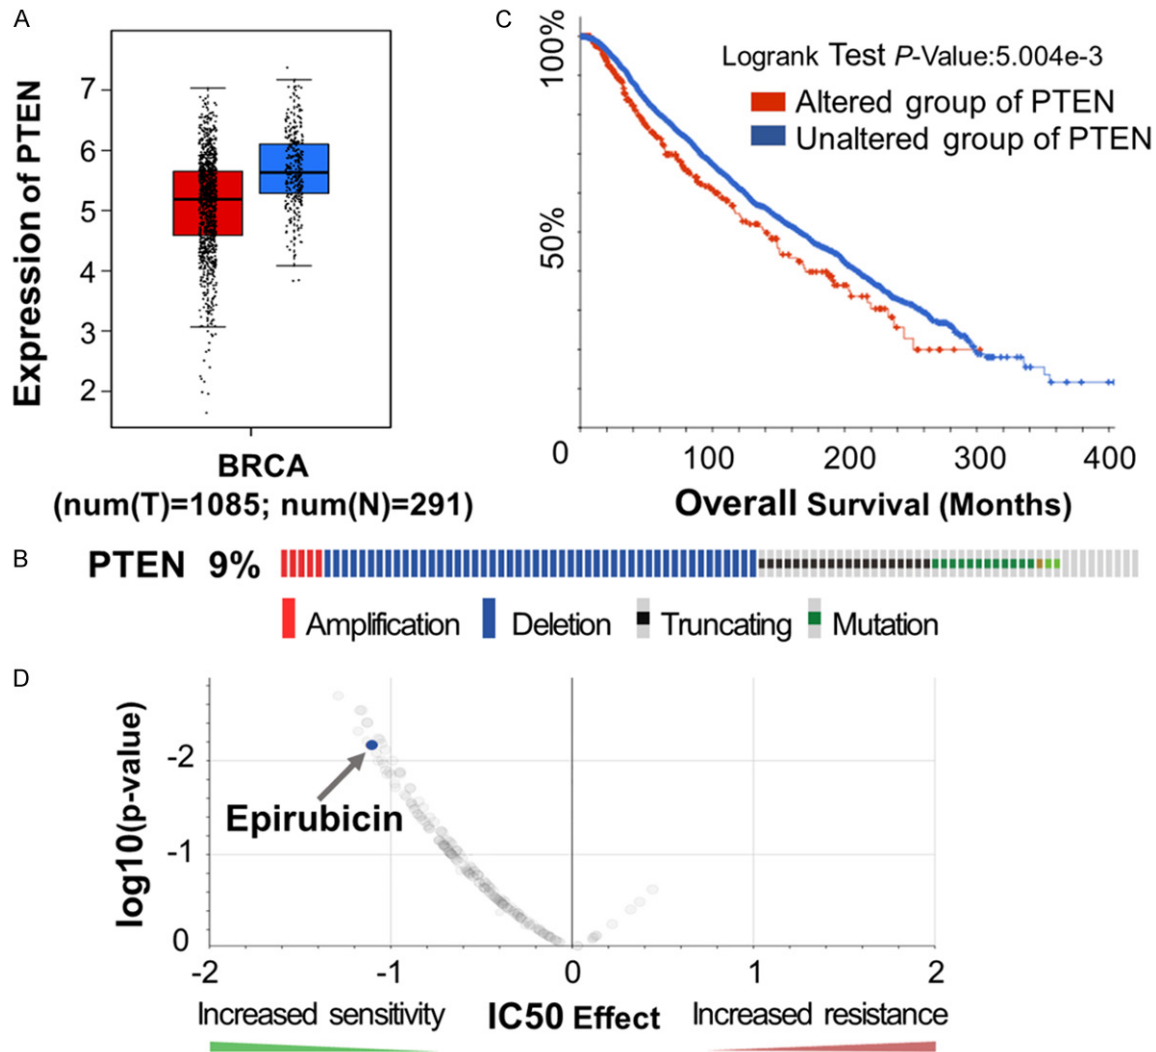 A
Expression of PTEN
7
6
5
4
3
2
BRCA
(num(T)=1085; num(N)=291)
C
100%
50%
Logrank Test P-Value:5.004e-3
Altered group of PTEN
Unaltered group of PTEN
0 100 200 300 400
Overall Survival (Months)
B
PTEN 9%
Amplification Deletion Truncating Mutation
D
log10(p-value)
-2
-1
0
Epirubicin
-2 -1 0 1 2
Increased sensitivity IC50 Effect Increased resistance